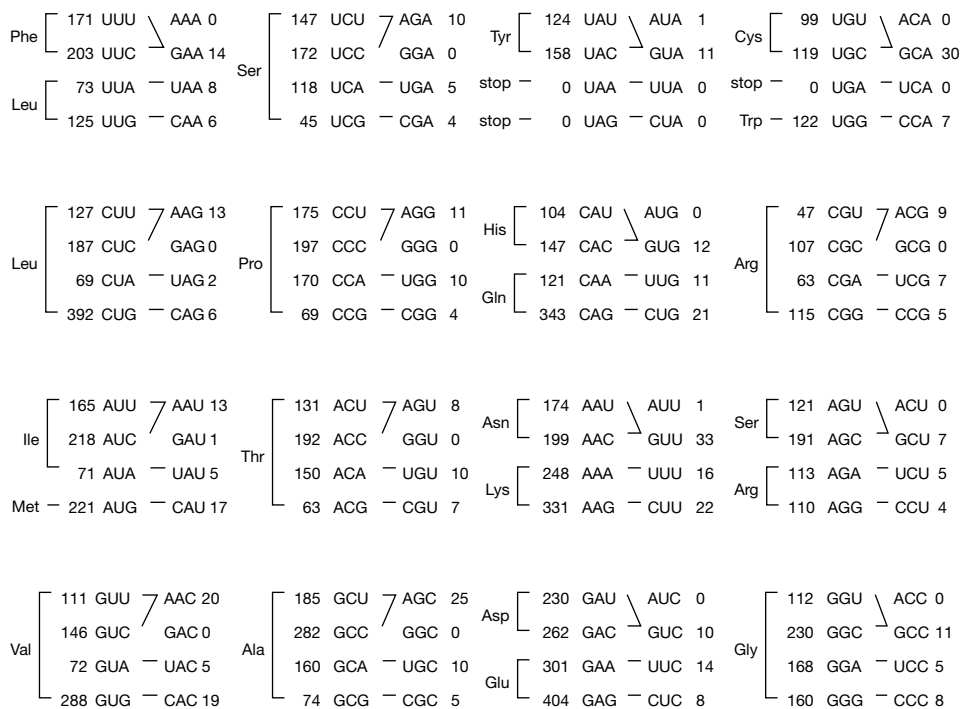 Phe 171 UUU AAA 0 147 UCU AGA 10 Tyr 124 UAU AUA 1 Cys 99 UGU ACA 0
203 UUC GAA 14 Ser 172 UCC GGA 0 158 UAC GUA 11 119 UGC GCA 30
Leu 73 UUA UAA 8 118 UCA UGA 5 stop 0 UAA UUA 0 stop 0 UGA UCA 0
125 UUG CAA 6 45 UCG CGA 4 stop 0 UAG CUA 0 Trp 122 UGG CCA 7
127 CUU AAG 13 175 CCU AGG 11 His 104 CAU AUG 0 47 CGU ACG 9
Leu 187 CUC GAG 0 Pro 197 CCC GGG 0 147 CAC GUG 12 Arg 107 CGC GCG 0
69 CUA UAG 2 170 CCA UGG 10 Gln 121 CAA UUG 11 63 CGA UCG 7
392 CUG CAG 6 69 CCG CGG 4 343 CAG CUG 21 115 CGG CCG 5
165 AUU AAU 13 131 ACU AGU 8 Asn 174 AAU AUU 1 Ser 121 AGU ACU 0
Ile 218 AUC GAU 1 Thr 192 ACC GGU 0 199 AAC GUU 33 191 AGC GCU 7
71 AUA UAU 5 150 ACA UGU 10 Lys 248 AAA UUU 16 Arg 113 AGA UCU 5
Met 221 AUG CAU 17 63 ACG CGU 7 331 AAG CUU 22 110 AGG CCU 4
111 GUU AAC 20 185 GCU AGC 25 Asp 230 GAU AUC 0 112 GGU ACC 0
Val 146 GUC GAC 0 Ala 282 GCC GGC 0 262 GAC GUC 10 Gly 230 GGC GCC 11
72 GUA UAC 5 160 GCA UGC 10 Glu 301 GAA UUC 14 168 GGA UCC 5
288 GUG CAC 19 74 GCG CGC 5 404 GAG CUC 8 160 GGG CCC 8